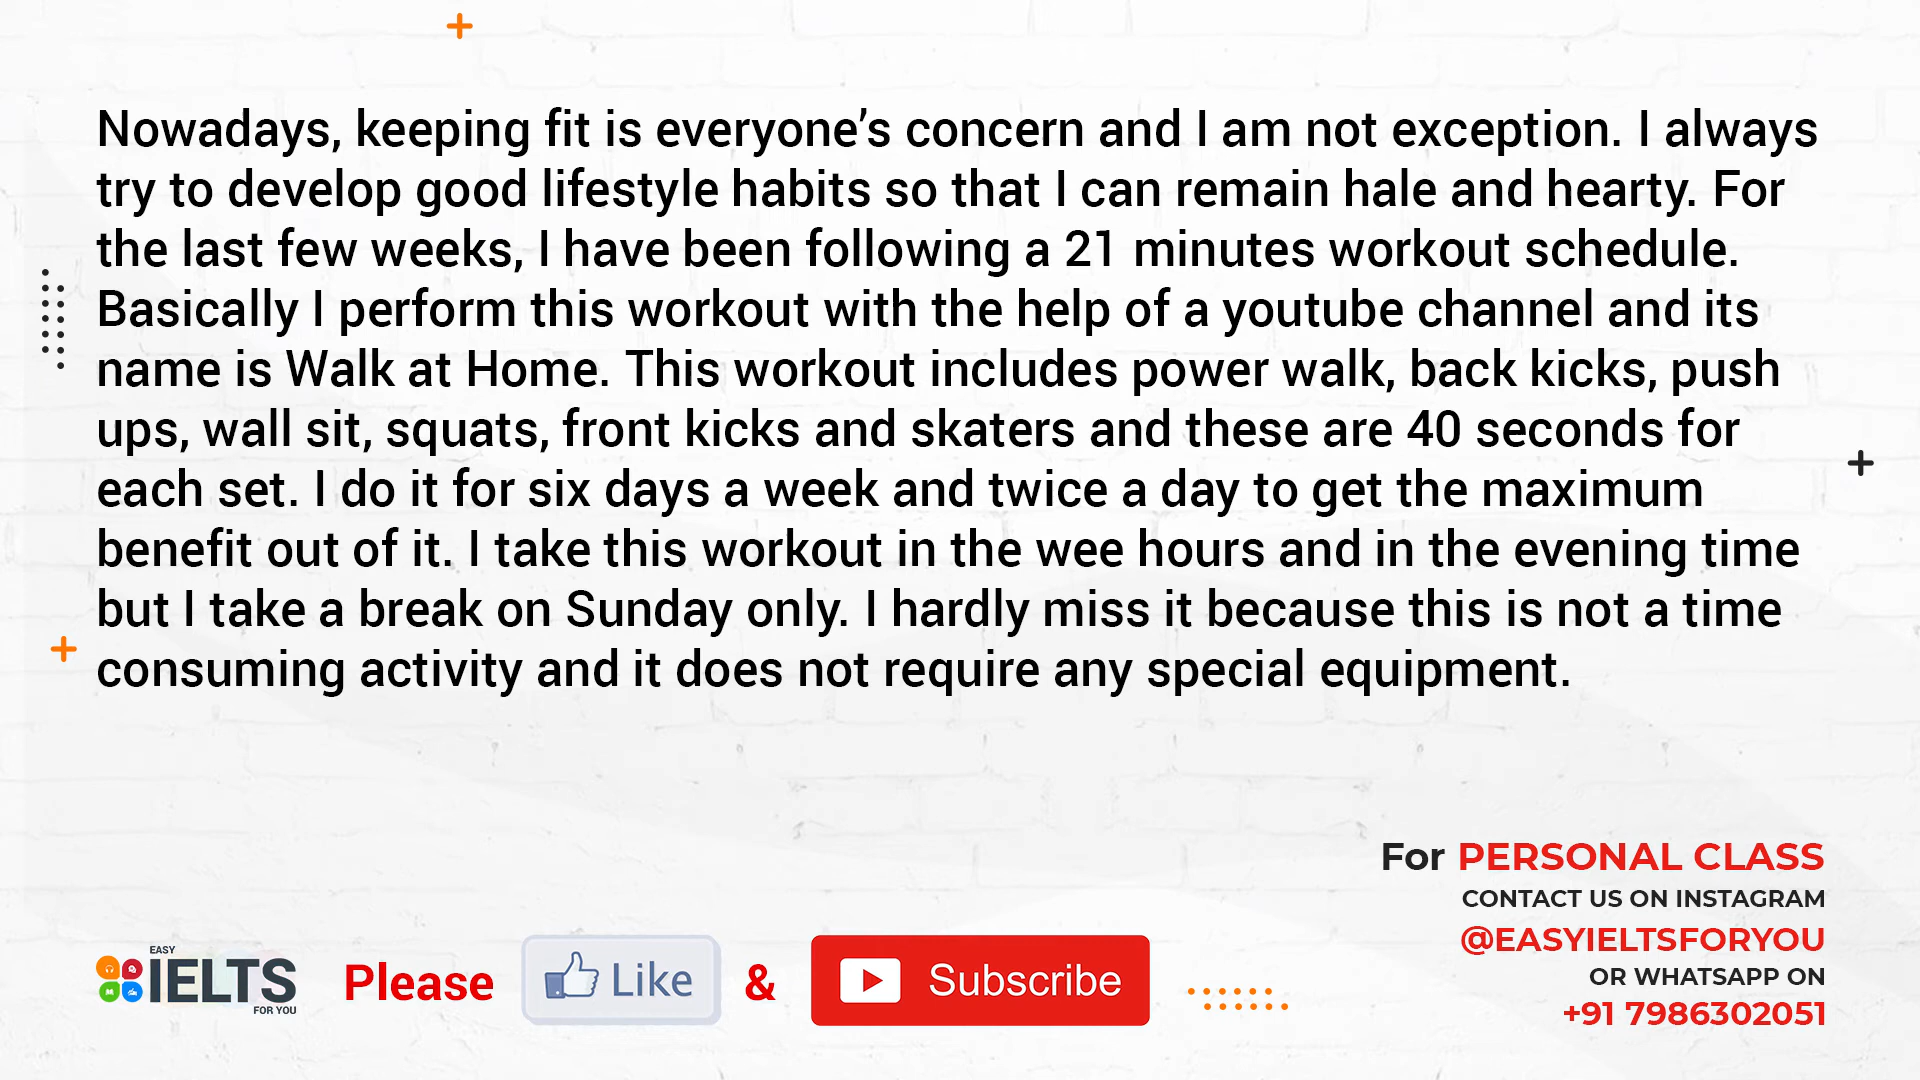 Nowadays, keeping fit is everyone’s concern and I am not exception. I always
try to develop good lifestyle habits so that I can remain hale and hearty. For
the last few weeks, I have been following a 21 minutes workout schedule.
Basically I perform this workout with the help of a youtube channel and its
name is Walk at Home. This workout includes power walk, back kicks, push
ups, wall sit, squats, front kicks and skaters and these are 40 seconds for
each set. I do it for six days a week and twice a day to get the maximum
benefit out of it. I take this workout in the wee hours and in the evening time
but I take a break on Sunday only. I hardly miss it because this is not a time
consuming activity and it does not require any special equipment.
For PERSONAL CLASS
CONTACT US ON INSTAGRAM
@EASYIELTSFORYOU
OR WHATSAPP ON
+91 7986302051
EASY
IELTS
FOR YOU
Please Like & Subscribe